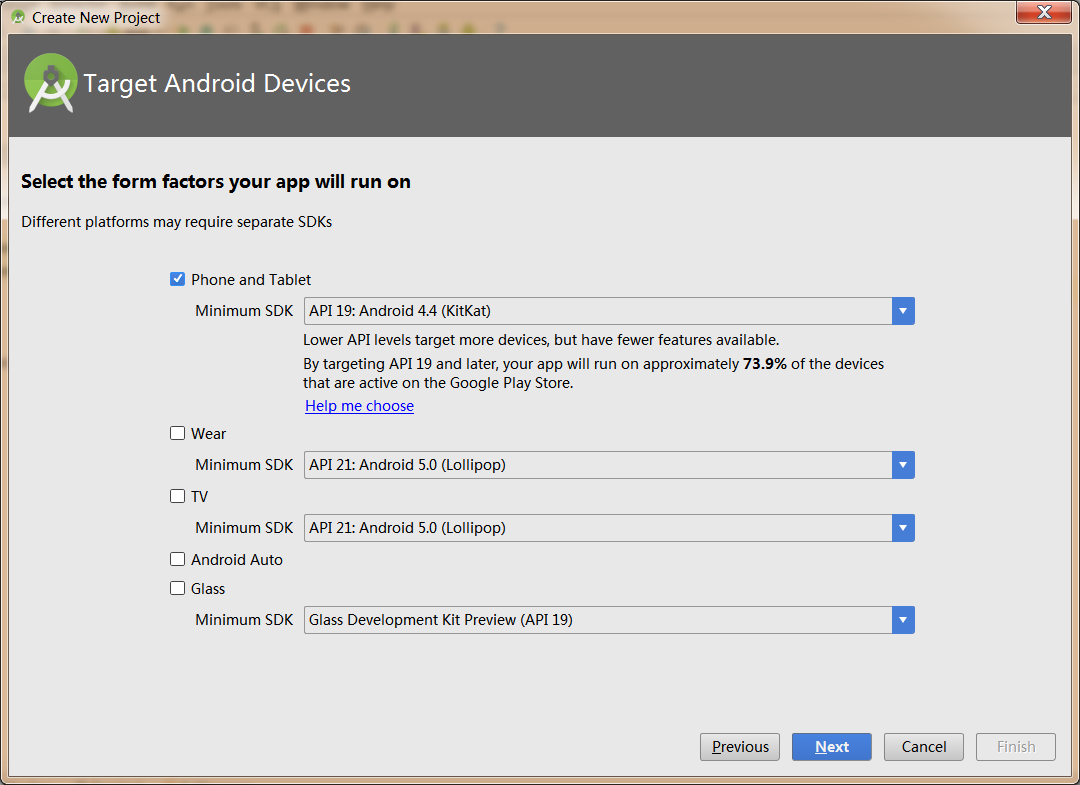 Create New Project
Target Android Devices
Select the form factors your app will run on
Different platforms may require separate SDKs
Phone and Tablet
Minimum SDK API 19: Android 4.4 (KitKat)
Lower API levels target more devices, but have fewer features available.
By targeting API 19 and later, your app will run on approximately 73.9% of the devices
that are active on the Google Play Store.
Help me choose
Wear
Minimum SDK API 21: Android 5.0 (Lollipop)
TV
Minimum SDK API 21: Android 5.0 (Lollipop)
Android Auto
Glass
Minimum SDK Glass Development Kit Preview (API 19)
Previous Next Cancel Finish